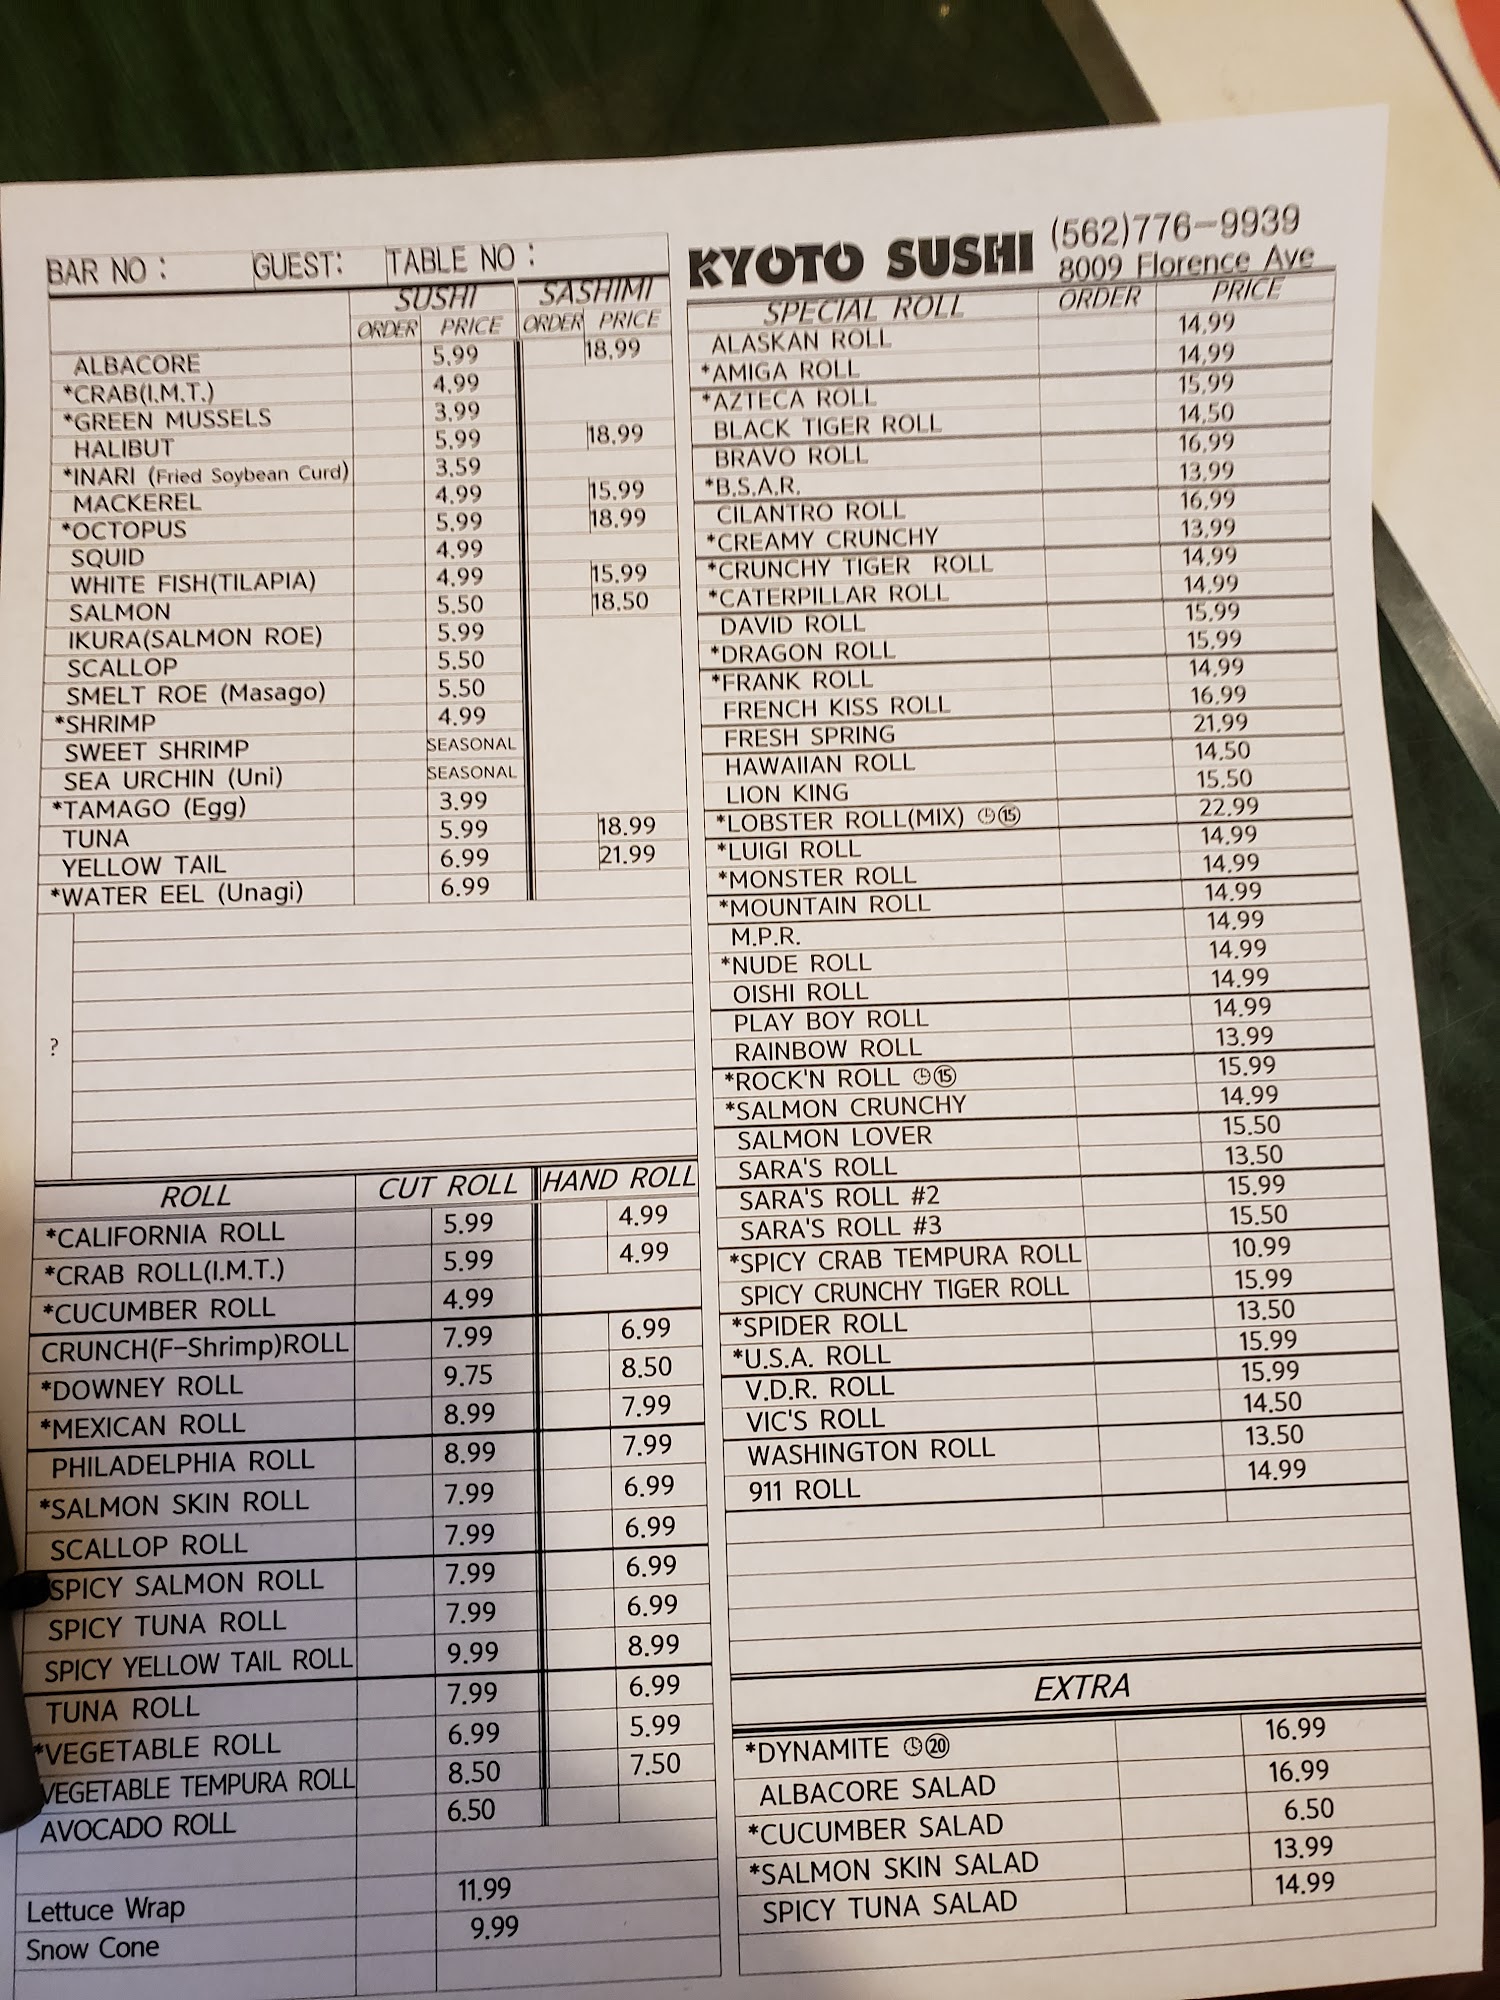 BAR NO : GUEST: TABLE NO :
SUSHI SASHIMI
ORDER PRICE ORDER PRICE
ALBACORE 5.99 18.99
*CRAB(I.M.T.) 4.99
*GREEN MUSSELS 3.99
HALIBUT 5.99 18.99
*INARI (Fried Soybean Curd) 3.59
MACKEREL 4.99 15.99
*OCTOPUS 5.99 18.99
SQUID 4.99
WHITE FISH(TILAPIA) 4.99 15.99
SALMON 5.50 18.50
IKURA(SALMON ROE) 5.99
SCALLOP 5.50
SMELT ROE (Masago) 5.50
*SHRIMP 4.99
SWEET SHRIMP SEASONAL
SEA URCHIN (Uni) SEASONAL
*TAMAGO (Egg) 3.99
TUNA 5.99 18.99
YELLOW TAIL 6.99 21.99
*WATER EEL (Unagi) 6.99
?
ROLL CUT ROLL HAND ROLL
*CALIFORNIA ROLL 5.99 4.99
*CRAB ROLL(I.M.T.) 5.99 4.99
*CUCUMBER ROLL 4.99
CRUNCH(F-Shrimp)ROLL 7.99 6.99
*DOWNEY ROLL 9.75 8.50
*MEXICAN ROLL 8.99 7.99
PHILADELPHIA ROLL 8.99 7.99
*SALMON SKIN ROLL 7.99 6.99
SCALLOP ROLL 7.99 6.99
SPICY SALMON ROLL 7.99 6.99
SPICY TUNA ROLL 7.99 6.99
SPICY YELLOW TAIL ROLL 9.99 8.99
TUNA ROLL 7.99 6.99
*VEGETABLE ROLL 6.99 5.99
VEGETABLE TEMPURA ROLL 8.50 7.50
AVOCADO ROLL 6.50
Lettuce Wrap 11.99
Snow Cone 9.99
KYOTO SUSHI (562)776-9939
8009 Florence Ave
SPECIAL ROLL ORDER PRICE
ALASKAN ROLL 14.99
*AMIGA ROLL 14.99
*AZTECA ROLL 15.99
BLACK TIGER ROLL 14.50
BRAVO ROLL 16.99
*B.S.A.R. 13.99
CILANTRO ROLL 16.99
*CREAMY CRUNCHY 13.99
*CRUNCHY TIGER ROLL 14.99
*CATERPILLAR ROLL 14.99
DAVID ROLL 15.99
*DRAGON ROLL 15.99
*FRANK ROLL 14.99
FRENCH KISS ROLL 16.99
FRESH SPRING 21.99
HAWAIIAN ROLL 14.50
LION KING 15.50
*LOBSTER ROLL(MIX) ⑮ 22.99
*LUIGI ROLL 14.99
*MONSTER ROLL 14.99
*MOUNTAIN ROLL 14.99
M.P.R. 14.99
*NUDE ROLL 14.99
OISHI ROLL 14.99
PLAY BOY ROLL 14.99
RAINBOW ROLL 13.99
*ROCK'N ROLL ⑮ 15.99
*SALMON CRUNCHY 14.99
SALMON LOVER 15.50
SARA'S ROLL 13.50
SARA'S ROLL #2 15.99
SARA'S ROLL #3 15.50
*SPICY CRAB TEMPURA ROLL 10.99
SPICY CRUNCHY TIGER ROLL 15.99
*SPIDER ROLL 13.50
*U.S.A. ROLL 15.99
V.D.R. ROLL 15.99
VIC'S ROLL 14.50
WASHINGTON ROLL 13.50
911 ROLL 14.99
EXTRA
*DYNAMITE ⑳ 16.99
ALBACORE SALAD 16.99
*CUCUMBER SALAD 6.50
*SALMON SKIN SALAD 13.99
SPICY TUNA SALAD 14.99